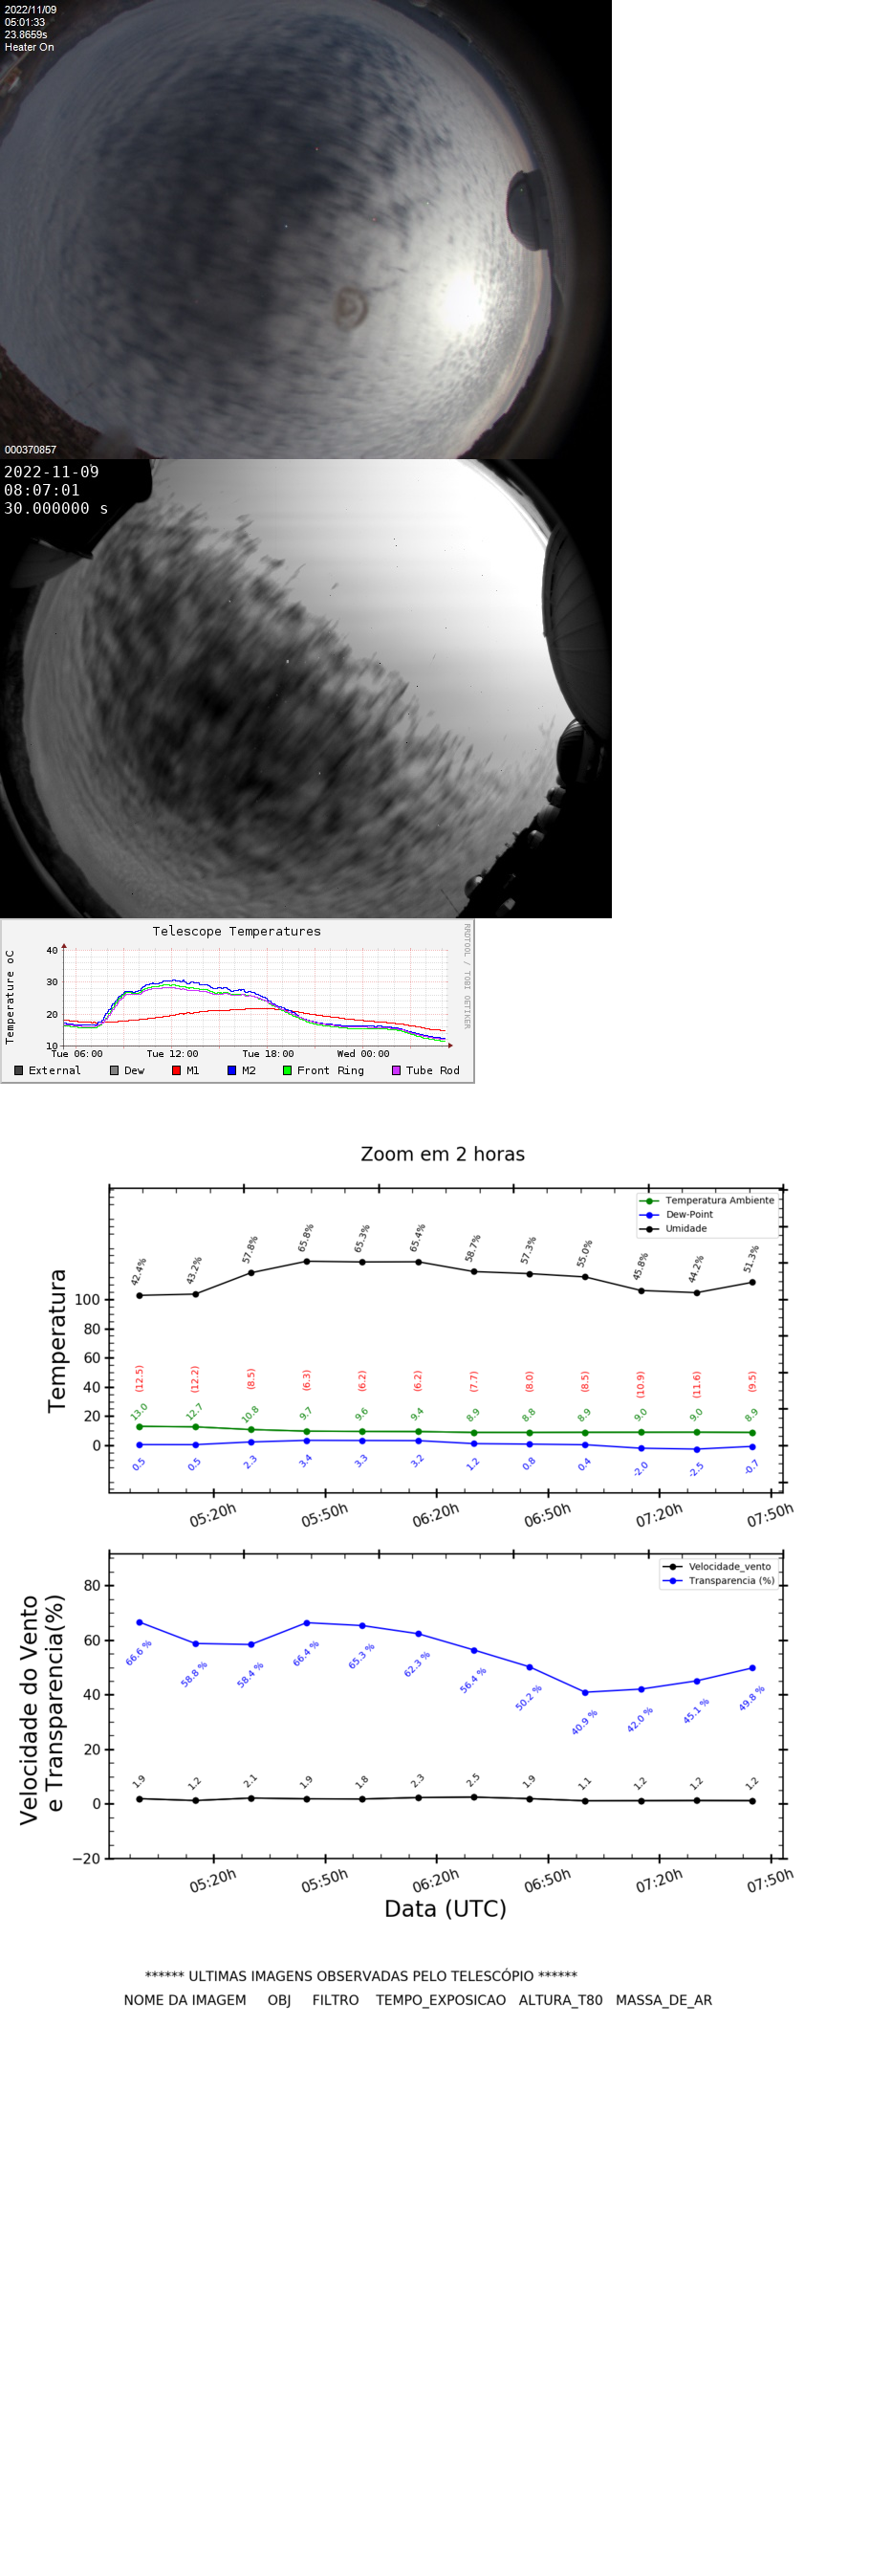 2022/11/09
05:01:33
23.8659s
Heater On
000370857
2022-11-09
08:07:01
30.000000 s
Telescope Temperatures
RRDTOOL / TOBI OETIKER
Temperature oC
40
30
20
10
Tue 06:00 Tue 12:00 Tue 18:00 Wed 00:00
External Dew M1 M2 Front Ring Tube Rod
Zoom em 2 horas
Temperatura Ambiente
Dew-Point
Umidade
Temperatura
42.4% 43.2% 57.8% 65.8% 65.3% 65.4% 58.7% 57.3% 55.0% 45.8% 44.2% 51.3%
100
80
60
40
20
0
(12.5) (12.2) (8.5) (6.3) (6.2) (6.2) (7.7) (8.0) (8.5) (10.9) (11.6) (9.5)
13.0 12.7 10.8 9.7 9.6 9.4 8.9 8.8 8.9 9.0 9.0 8.9
0.5 0.5 2.3 3.4 3.3 3.2 1.2 0.8 0.4 -2.0 -2.5 -0.7
05:20h 05:50h 06:20h 06:50h 07:20h 07:50h
Velocidade_vento
Transparencia (%)
Velocidade do Vento
e Transparencia(%)
80
60
40
20
0
−20
66.6 % 58.8 % 58.4 % 66.4 % 65.3 % 62.3 % 56.4 % 50.2 % 40.9 % 42.0 % 45.1 % 49.8 %
1.9 1.2 2.1 1.9 1.8 2.3 2.5 1.9 1.1 1.2 1.2 1.2
05:20h 05:50h 06:20h 06:50h 07:20h 07:50h
Data (UTC)
****** ULTIMAS IMAGENS OBSERVADAS PELO TELESCÓPIO ******
NOME DA IMAGEM OBJ FILTRO TEMPO_EXPOSICAO ALTURA_T80 MASSA_DE_AR